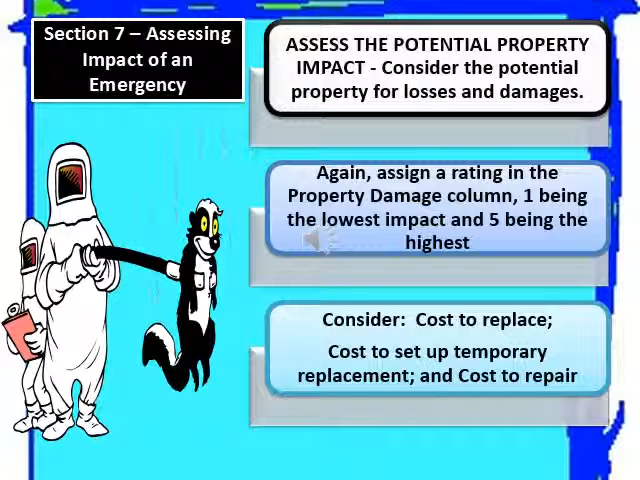 Section 7 – Assessing
Impact of an
Emergency
ASSESS THE POTENTIAL PROPERTY
IMPACT - Consider the potential
property for losses and damages.
Again, assign a rating in the
Property Damage column, 1 being
the lowest impact and 5 being the
highest
Consider:  Cost to replace;
Cost to set up temporary
replacement; and Cost to repair